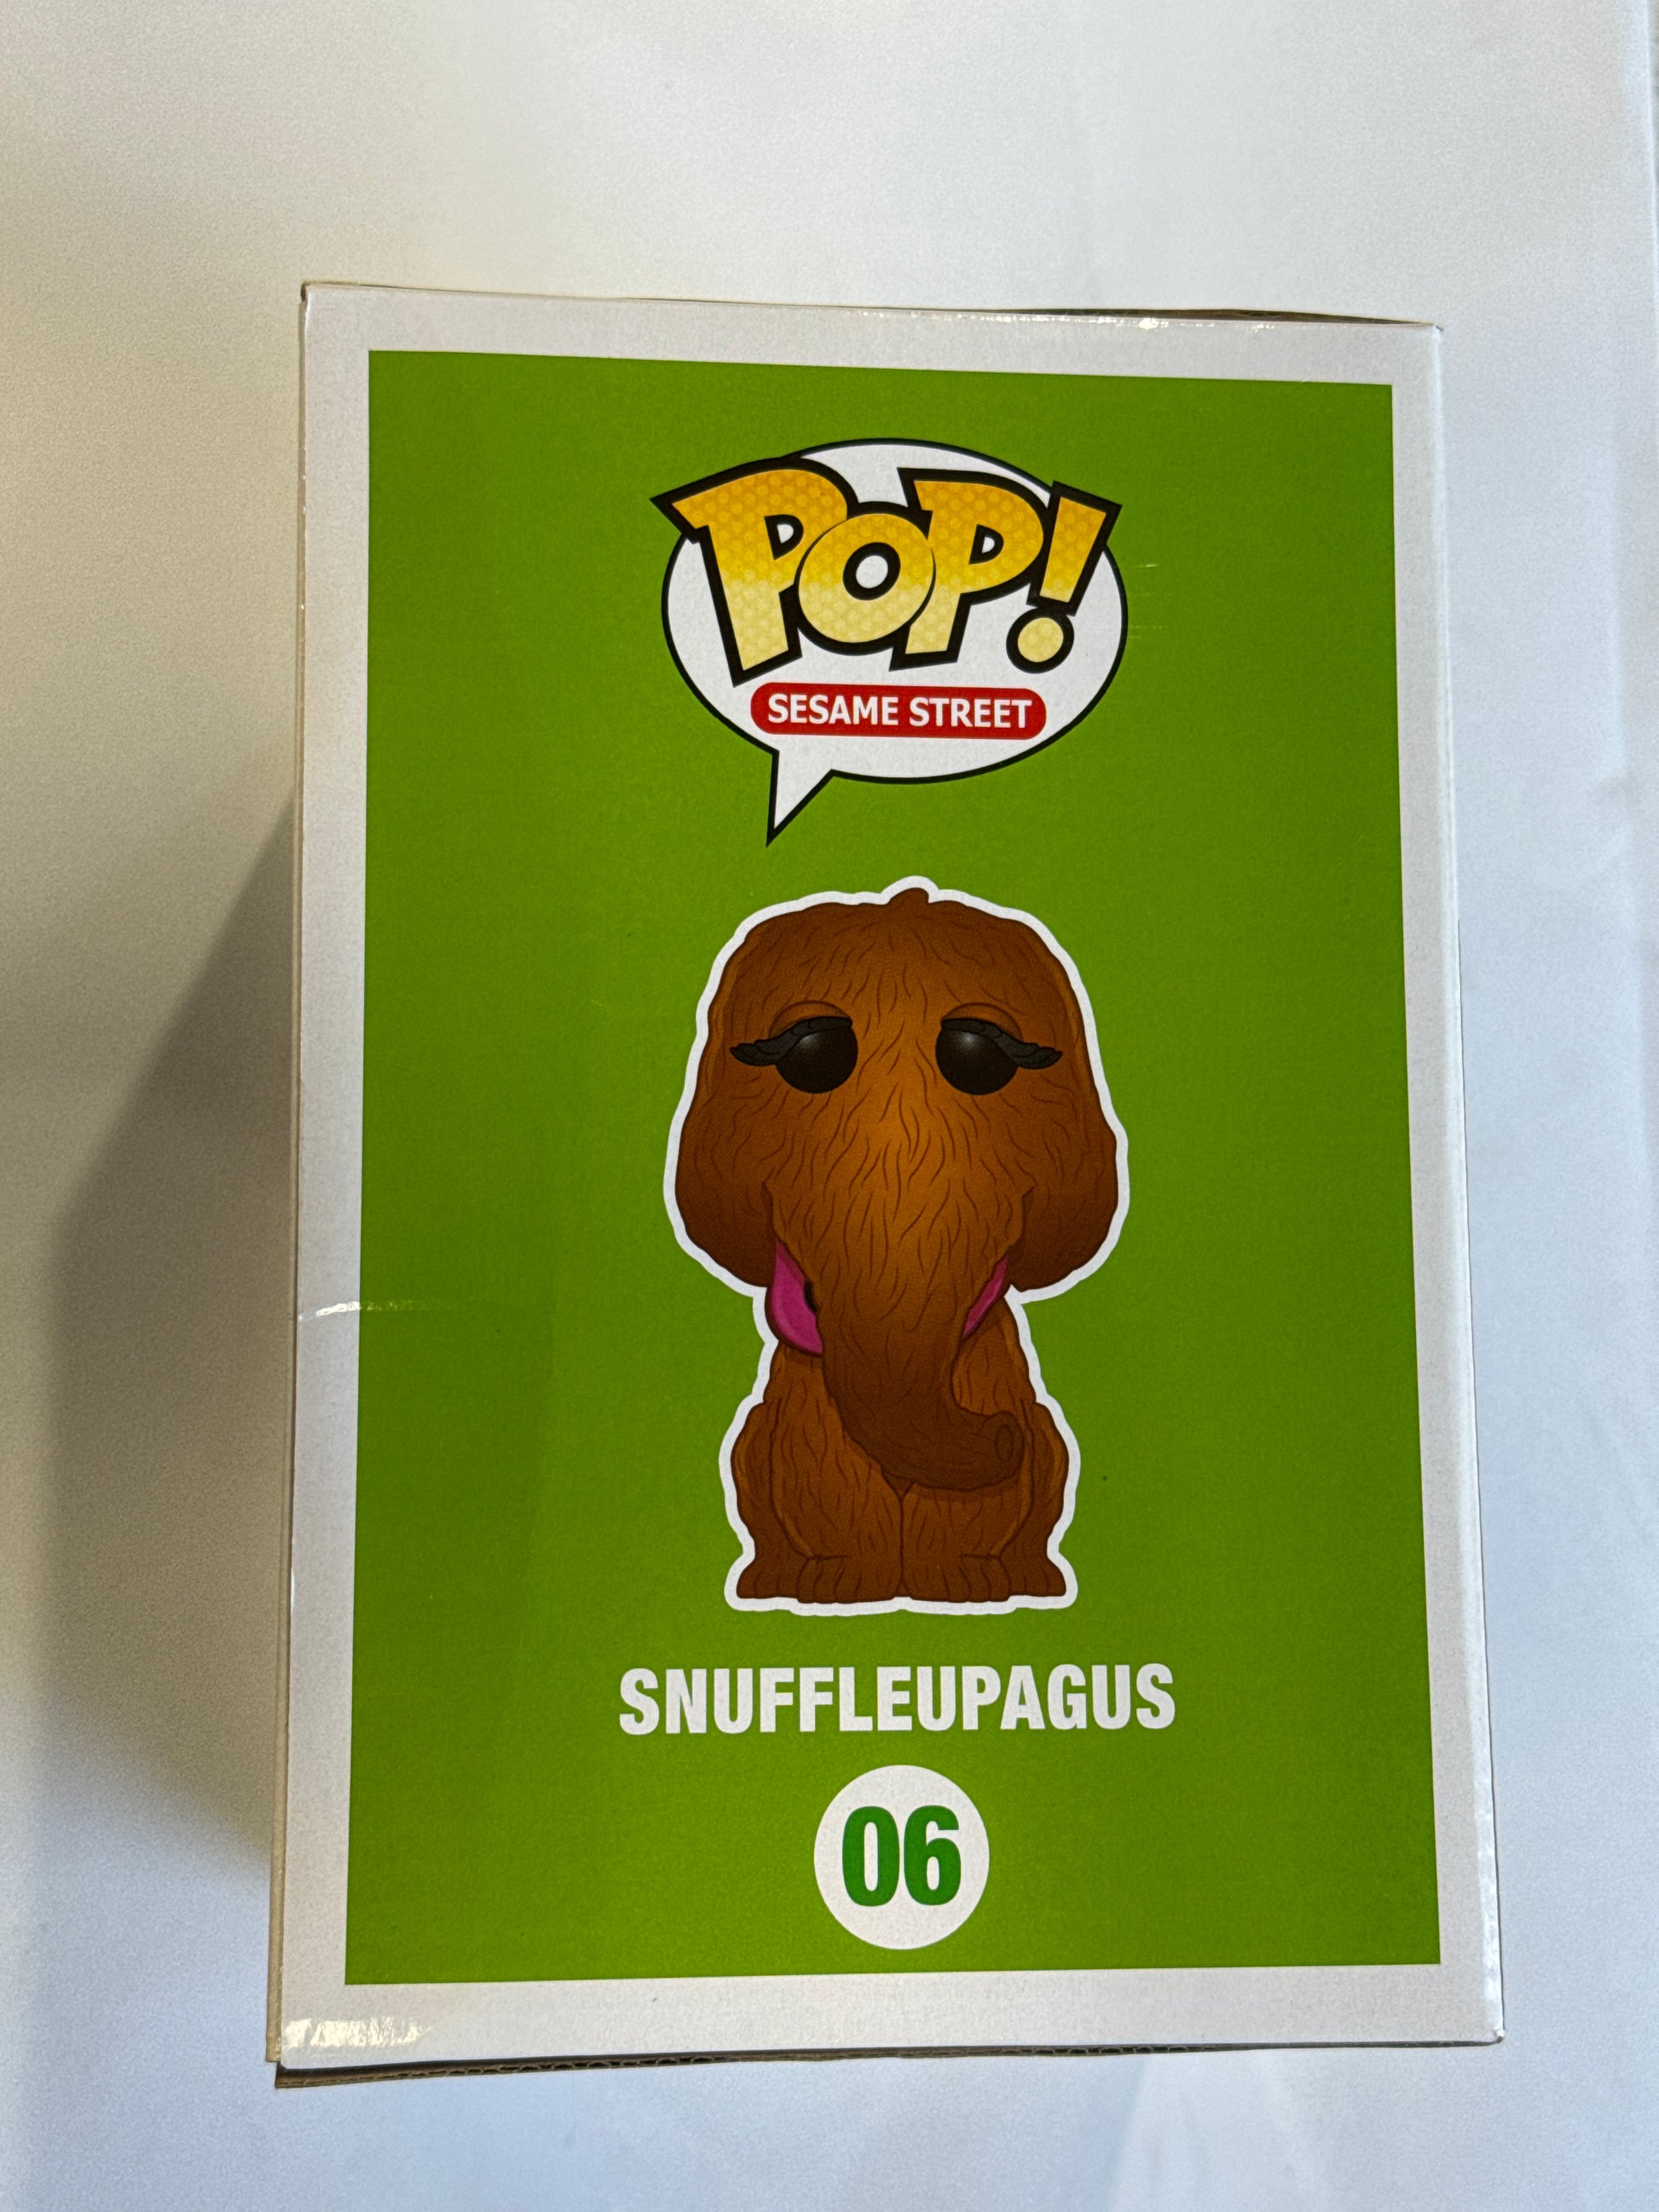 POP!
SESAME STREET
SNUFFLEUPAGUS
06